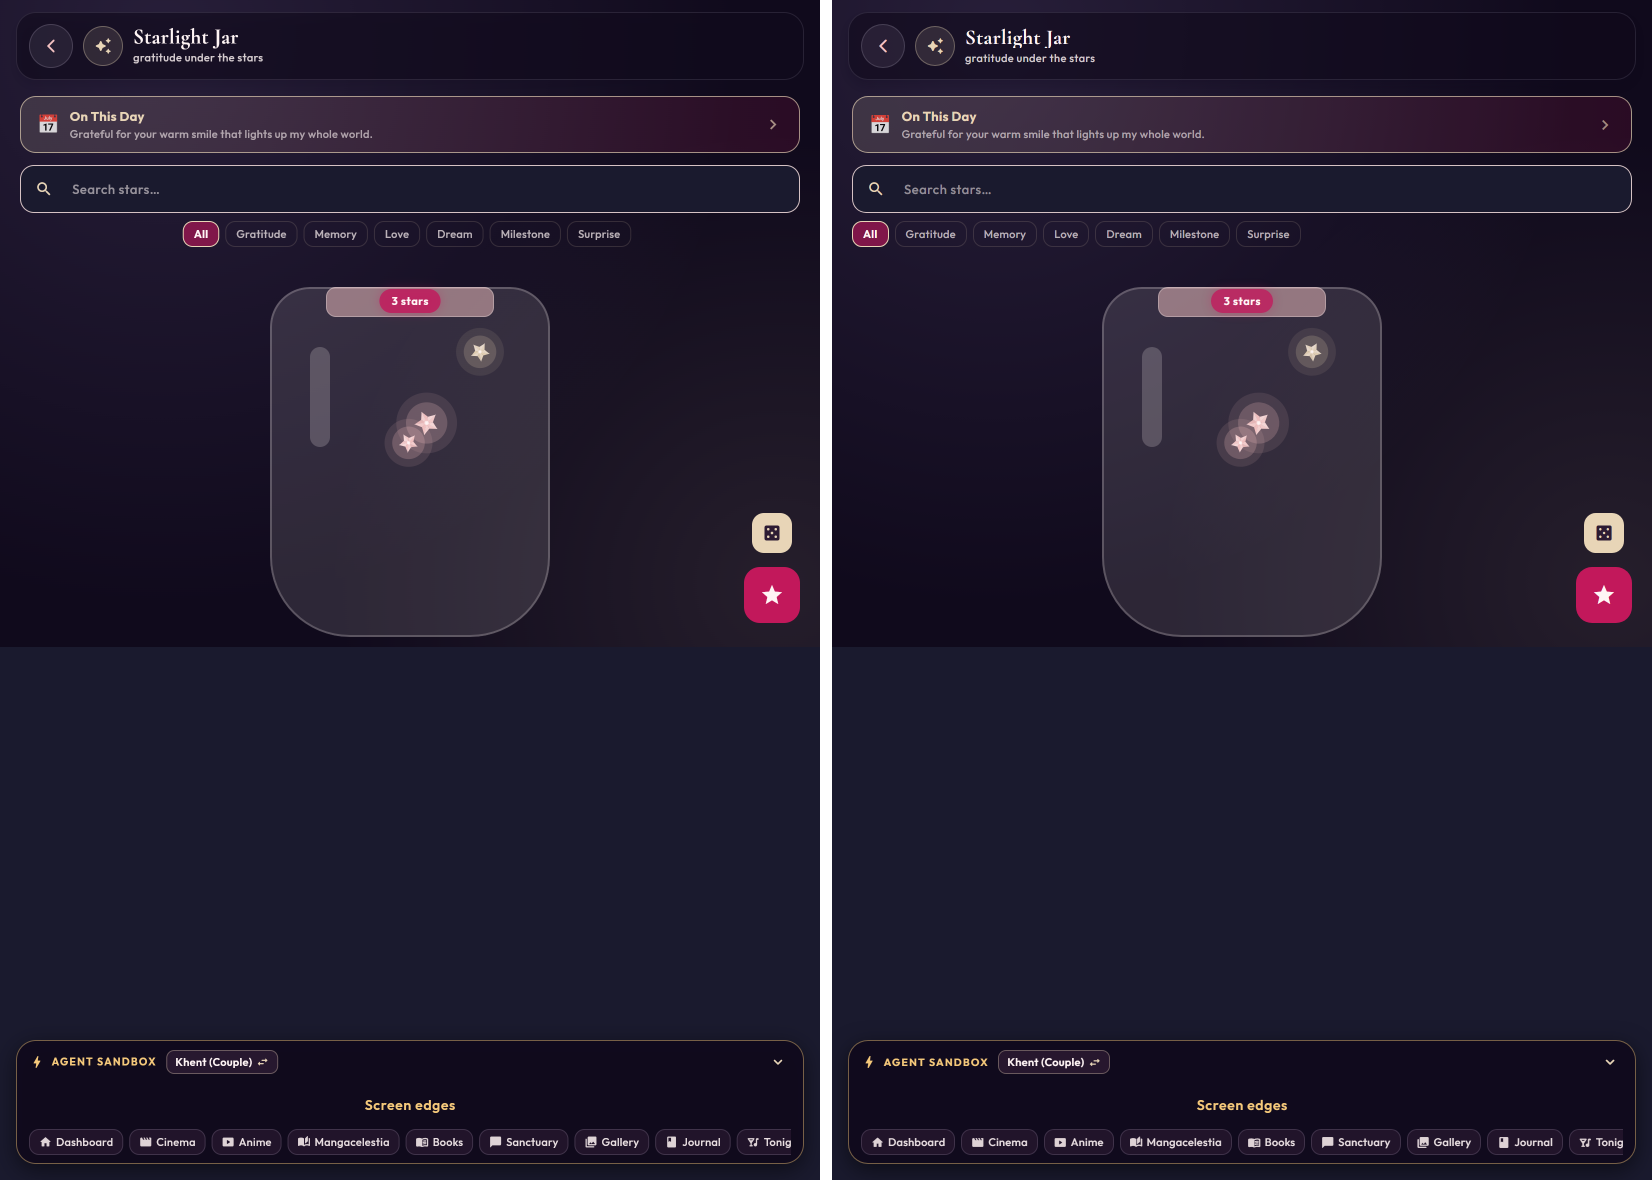 Starlight Jar
gratitude under the stars
July
17
On This Day
Grateful for your warm smile that lights up my whole world.
Search stars...
All Gratitude Memory Love Dream Milestone Surprise
3 stars
AGENT SANDBOX Khent (Couple)
Screen edges
Dashboard Cinema Anime Mangacelestia Books Sanctuary Gallery Journal Tonig
Starlight Jar
gratitude under the stars
July
17
On This Day
Grateful for your warm smile that lights up my whole world.
Search stars...
All Gratitude Memory Love Dream Milestone Surprise
3 stars
AGENT SANDBOX Khent (Couple)
Screen edges
Dashboard Cinema Anime Mangacelestia Books Sanctuary Gallery Journal Tonig